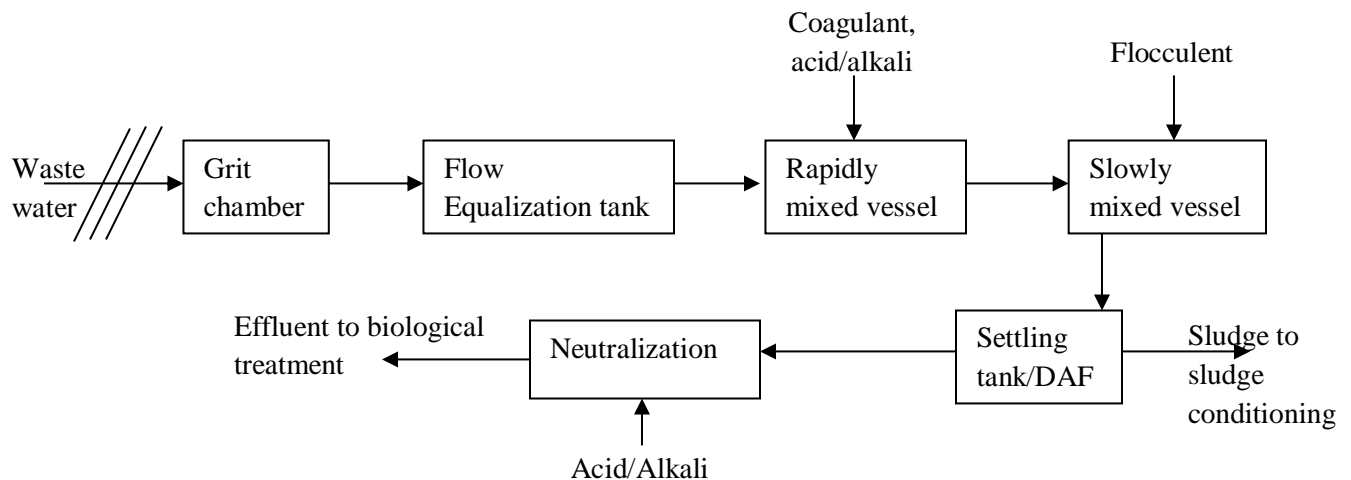 Coagulant,
acid/alkali
Flocculent
Waste
water
Grit
chamber
Flow
Equalization tank
Rapidly
mixed vessel
Slowly
mixed vessel
Effluent to biological
treatment
Neutralization
Settling
tank/DAF
Sludge to
sludge
conditioning
Acid/Alkali